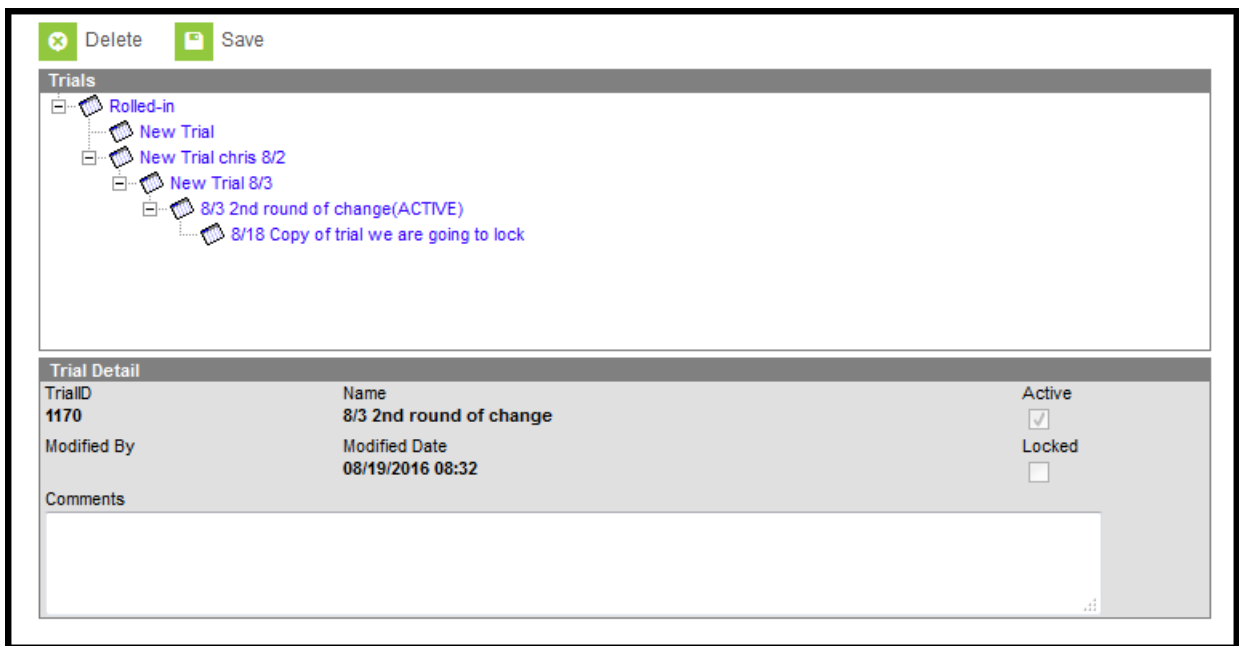 Delete Save
Trials
Rolled-in
New Trial
New Trial chris 8/2
New Trial 8/3
8/3 2nd round of change(ACTIVE)
8/18 Copy of trial we are going to lock
Trial Detail
TrialID Name Active
1170 8/3 2nd round of change
Modified By Modified Date Locked
08/19/2016 08:32
Comments